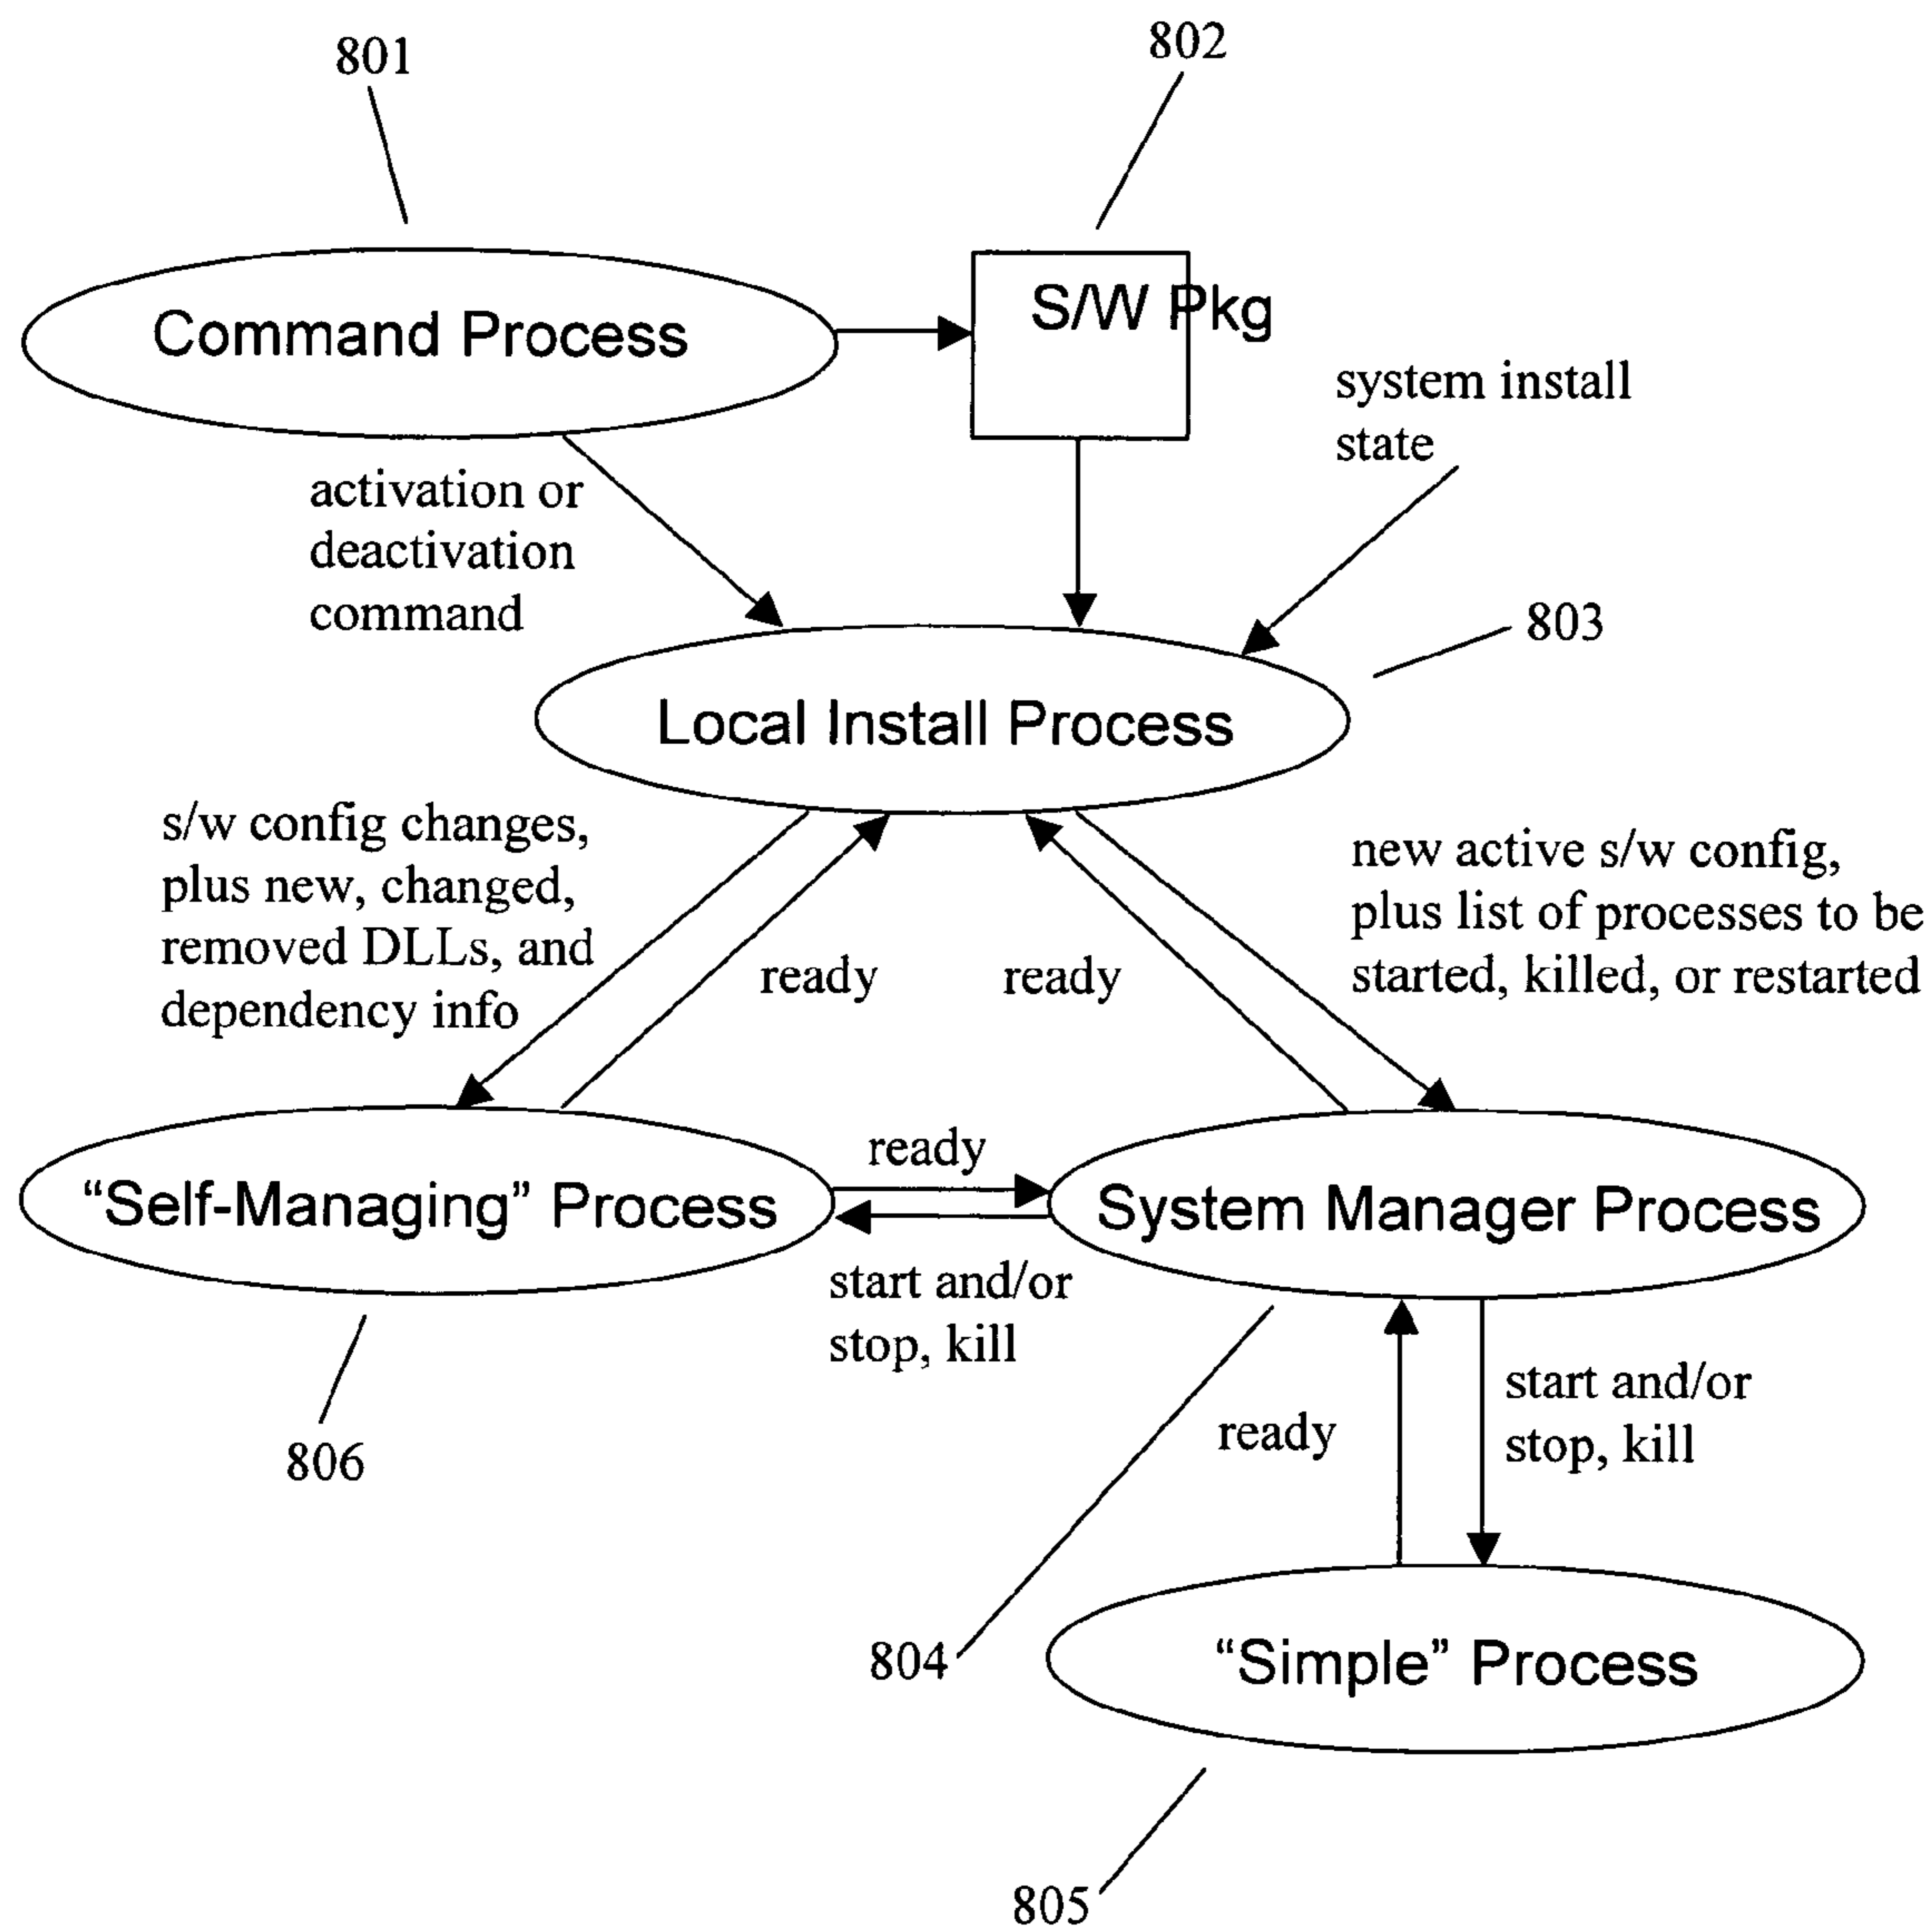 801
802
Command Process
S/W Pkg
system install
state
activation or
deactivation
command
803
Local Install Process
s/w config changes,
plus new, changed,
removed DLLs, and
dependency info
ready
ready
new active s/w config,
plus list of processes to be
started, killed, or restarted
“Self-Managing” Process
ready
start and/or
stop, kill
System Manager Process
806
ready
start and/or
stop, kill
804
“Simple” Process
805